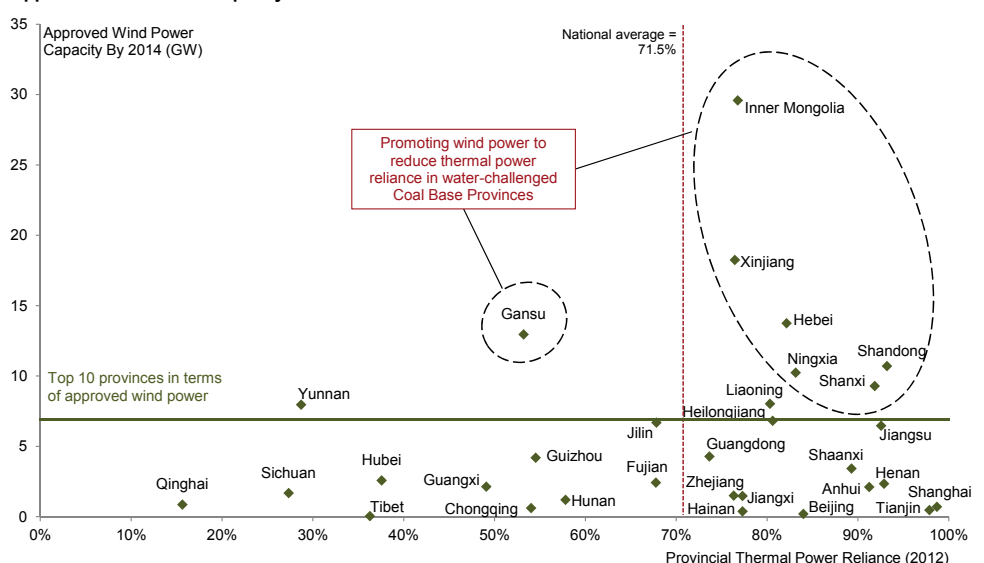 35
Approved Wind Power
Capacity By 2014 (GW)
National average =
71.5%
30
Inner Mongolia
Promoting wind power to
reduce thermal power
reliance in water-challenged
Coal Base Provinces
25
20
Xinjiang
15
Gansu
Hebei
Ningxia
Shandong
Shanxi
10
Top 10 provinces in terms
of approved wind power
Yunnan
Liaoning
Heilongjiang
Jilin
Jiangsu
5
Qinghai
Sichuan
Hubei
Guangxi
Guizhou
Fujian
Guangdong
Shaanxi
Henan
Zhejiang
Jiangxi
Anhui
Shanghai
Tibet
Chongqing
Hunan
Hainan
Beijing
Tianjin
0
0%
10%
20%
30%
40%
50%
60%
70%
80%
90%
100%
Provincial Thermal Power Reliance (2012)